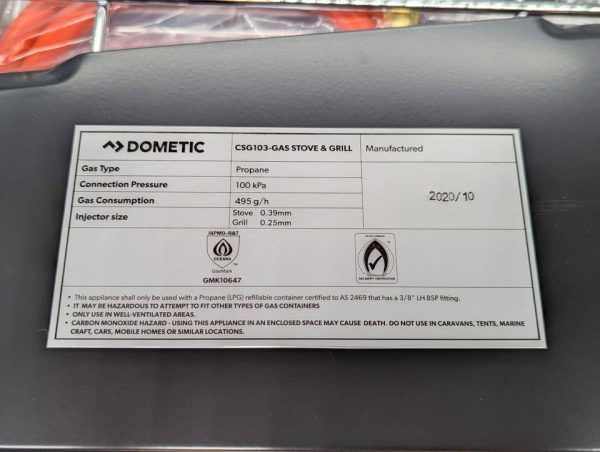 DOMETIC CSG103-GAS STOVE & GRILL Manufactured
Gas Type Propane
Connection Pressure 100 kPa
2020/10
Gas Consumption 495 g/h
Injector size Stove 0.39mm
Grill 0.25mm
IAPMO-R&T
OCEANA
GasMark
GMK10647
• This appliance shall only be used with a Propane (LPG) refillable container certified to AS 2469 that has a 3/8" LH BSP fitting.
• IT MAY BE HAZARDOUS TO ATTEMPT TO FIT OTHER TYPES OF GAS CONTAINERS
• ONLY USE IN WELL-VENTILATED AREAS.
• CARBON MONOXIDE HAZARD - USING THIS APPLIANCE IN AN ENCLOSED SPACE MAY CAUSE DEATH. DO NOT USE IN CARAVANS, TENTS, MARINE
CRAFT, CARS, MOBILE HOMES OR SIMILAR LOCATIONS.